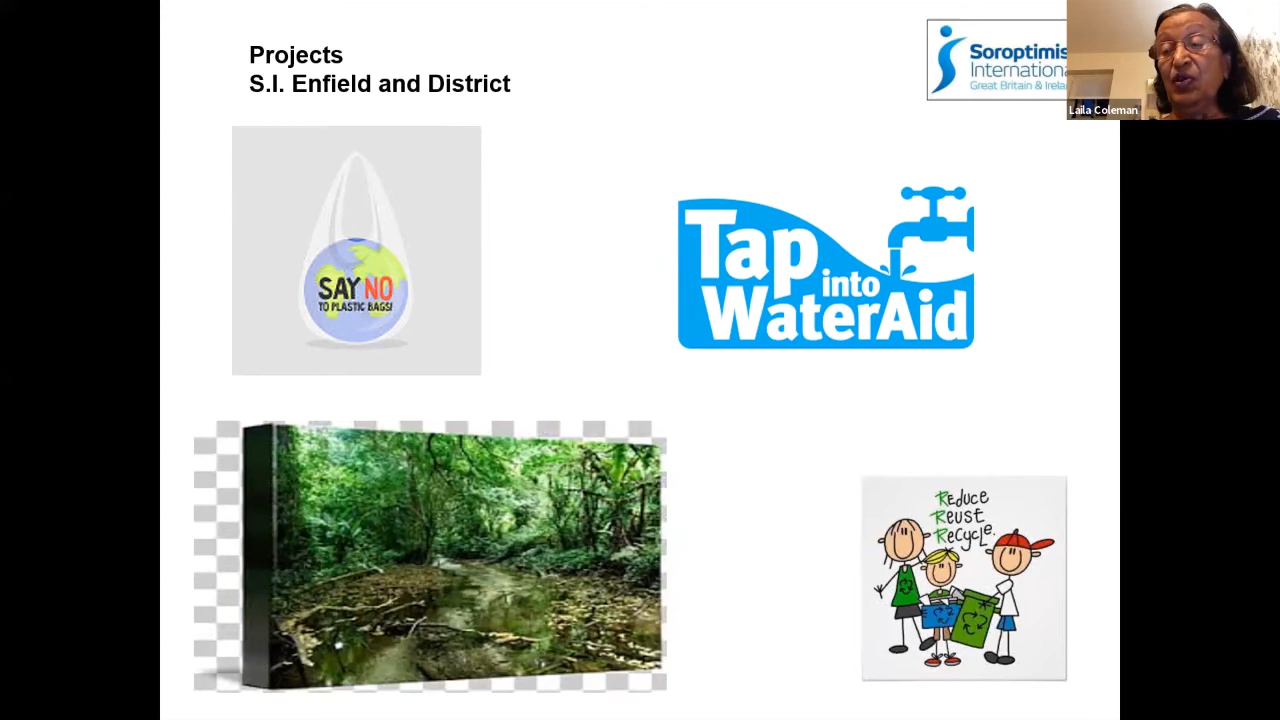 Projects
S.I. Enfield and District
Soroptimis
Internationa
Great Britain & Irela
Laila Coleman
SAY NO
TO PLASTIC BAGS!
Tap
into
WaterAid
REDUCE
REUST
RECYCLE.